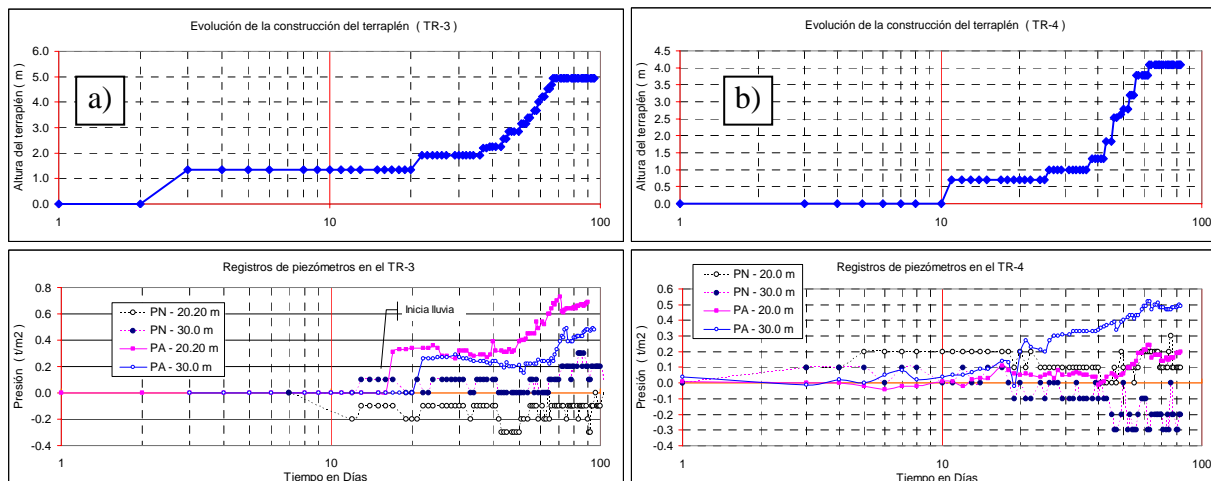 Evolución de la construcción del terraplén ( TR-3 )
Altura del terraplén ( m )
6.0
5.0
4.0
3.0
2.0
1.0
0.0
a)
1
10
100
Evolución de la construcción del terraplén ( TR-4 )
Altura del terraplén ( m )
4.5
4.0
3.5
3.0
2.5
2.0
1.5
1.0
0.5
0.0
b)
1
10
100
Registros de piezómetros en el TR-3
Presión ( t/m2 )
0.8
0.6
0.4
0.2
0.0
-0.2
-0.4
PN - 20.20 m
PN - 30.0 m
PA - 20.20 m
PA - 30.0 m
Inicia lluvia
1
10
100
Tiempo en Días
Registros de piezómetros en el TR-4
Presión ( t/m2 )
0.6
0.5
0.4
0.3
0.2
0.1
0.0
-0.1
-0.2
-0.3
-0.4
PN - 20.0 m
PN - 30.0 m
PA - 20.0 m
PA - 30.0 m
1
10
100
Tiempo en Días